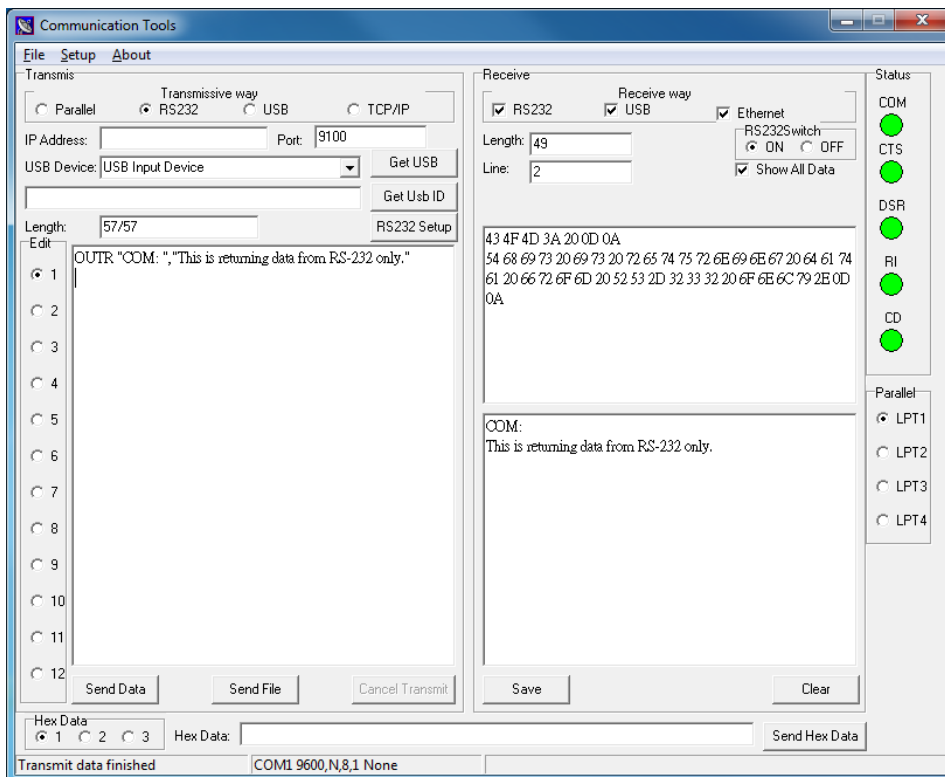 Communication Tools
File Setup About
Transmis
Transmissive way
Parallel RS232 USB TCP/IP
IP Address: Port: 9100
USB Device: USB Input Device Get USB
Get Usb ID
Length: 57/57 RS232 Setup
Edit
1
2
3
4
5
6
7
8
9
10
11
12
OUTR "COM: ","This is returning data from RS-232 only."
Send Data Send File Cancel Transmit
Receive
Receive way
RS232 USB Ethernet
Length: 49
RS232Switch
ON OFF
Line: 2
Show All Data
43 4F 4D 3A 20 0D 0A
54 68 69 73 20 69 73 20 72 65 74 75 72 6E 69 6E 67 20 64 61 74
61 20 66 72 6F 6D 20 52 53 2D 32 33 32 20 6F 6E 6C 79 2E 0D
0A
COM:
This is returning data from RS-232 only.
Save Clear
Status
COM
CTS
DSR
RI
CD
Parallel
LPT1
LPT2
LPT3
LPT4
Hex Data
1 2 3 Hex Data: Send Hex Data
Transmit data finished COM1 9600,N,8,1 None